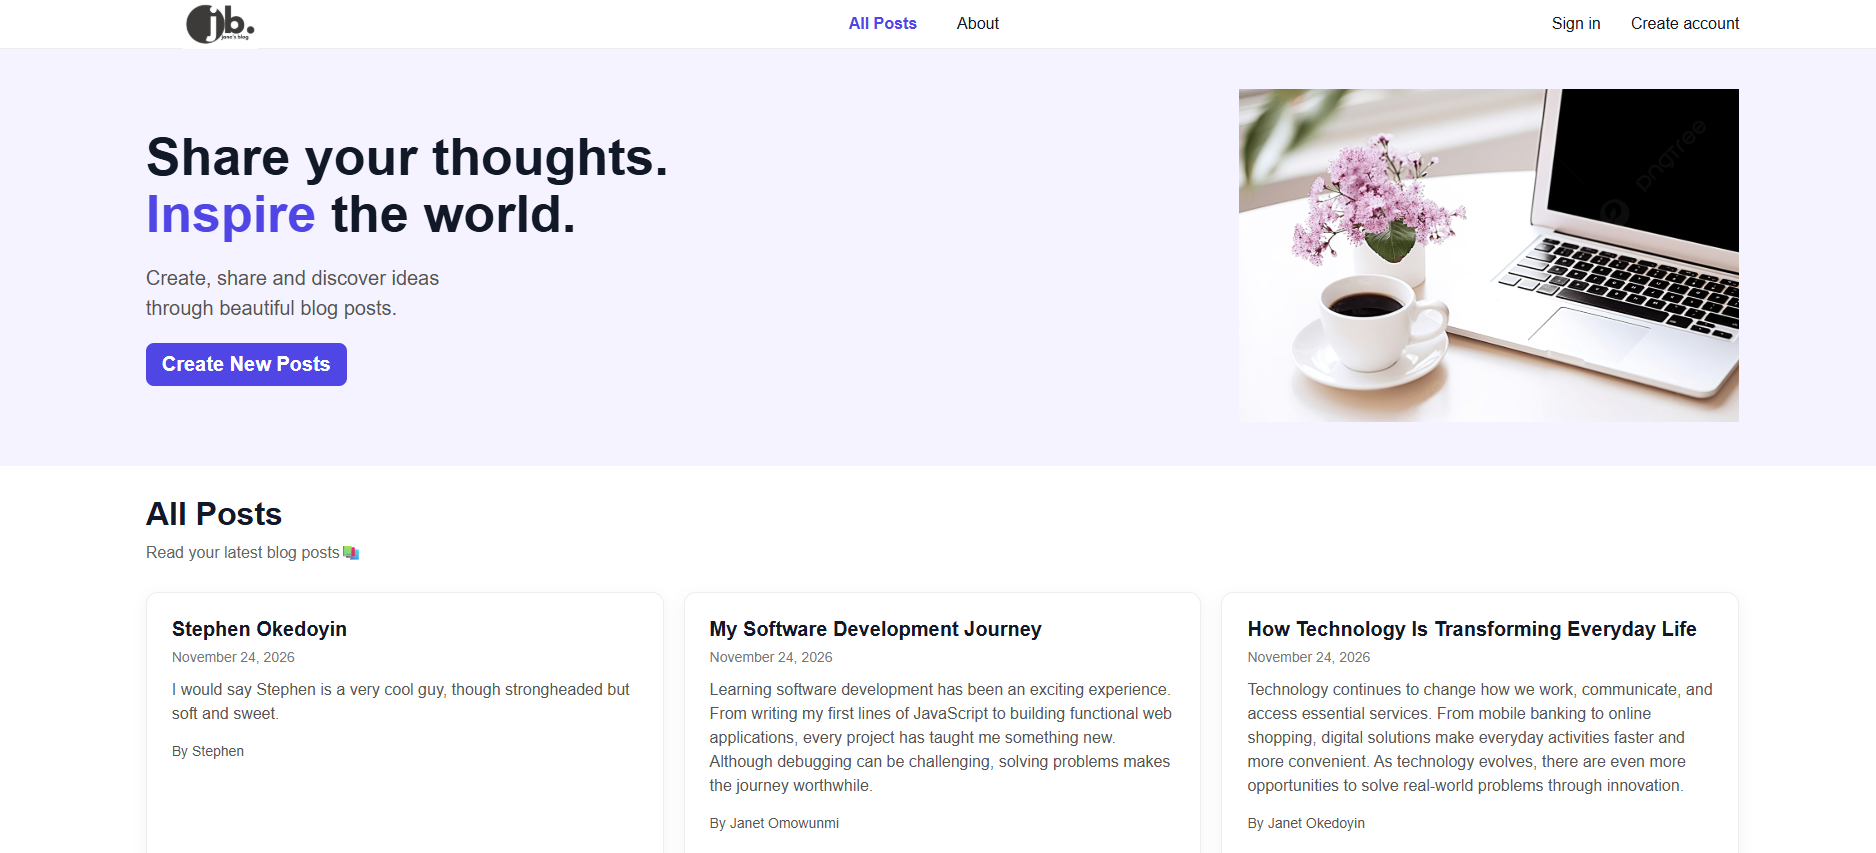 jb.
jane's blog
All Posts
About
Sign in
Create account
Share your thoughts.
Inspire the world.
Create, share and discover ideas
through beautiful blog posts.
Create New Posts
pngtree
All Posts
Read your latest blog posts
Stephen Okedoyin
November 24, 2026
I would say Stephen is a very cool guy, though strongheaded but
soft and sweet.
By Stephen
My Software Development Journey
November 24, 2026
Learning software development has been an exciting experience.
From writing my first lines of JavaScript to building functional web
applications, every project has taught me something new.
Although debugging can be challenging, solving problems makes
the journey worthwhile.
By Janet Omowunmi
How Technology Is Transforming Everyday Life
November 24, 2026
Technology continues to change how we work, communicate, and
access essential services. From mobile banking to online
shopping, digital solutions make everyday activities faster and
more convenient. As technology evolves, there are even more
opportunities to solve real-world problems through innovation.
By Janet Okedoyin